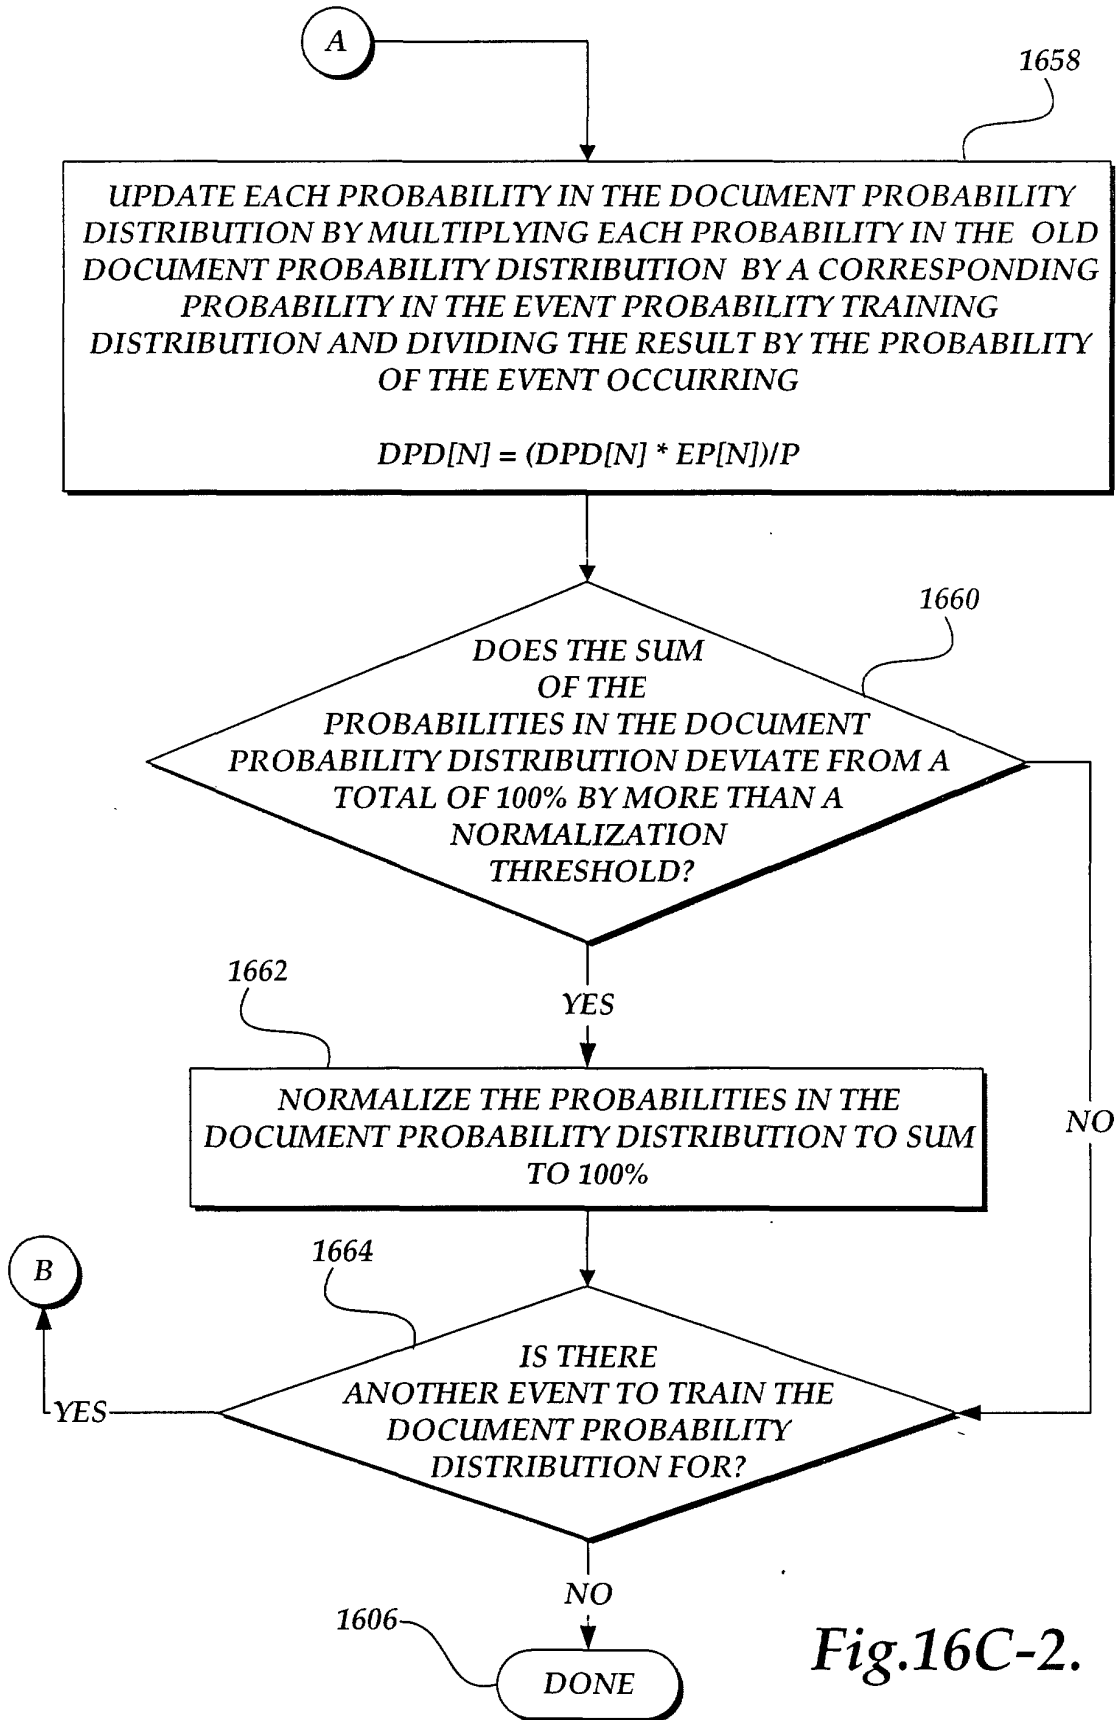 A
1658
UPDATE EACH PROBABILITY IN THE DOCUMENT PROBABILITY
DISTRIBUTION BY MULTIPLYING EACH PROBABILITY IN THE OLD
DOCUMENT PROBABILITY DISTRIBUTION BY A CORRESPONDING
PROBABILITY IN THE EVENT PROBABILITY TRAINING
DISTRIBUTION AND DIVIDING THE RESULT BY THE PROBABILITY
OF THE EVENT OCCURRING
DPD[N] = (DPD[N] * EP[N])/P
1660
DOES THE SUM
OF THE
PROBABILITIES IN THE DOCUMENT
PROBABILITY DISTRIBUTION DEVIATE FROM A
TOTAL OF 100% BY MORE THAN A
NORMALIZATION
THRESHOLD?
1662
YES
NORMALIZE THE PROBABILITIES IN THE
DOCUMENT PROBABILITY DISTRIBUTION TO SUM
TO 100%
NO
B
1664
IS THERE
ANOTHER EVENT TO TRAIN THE
DOCUMENT PROBABILITY
DISTRIBUTION FOR?
YES
NO
1606
DONE
Fig.16C-2.